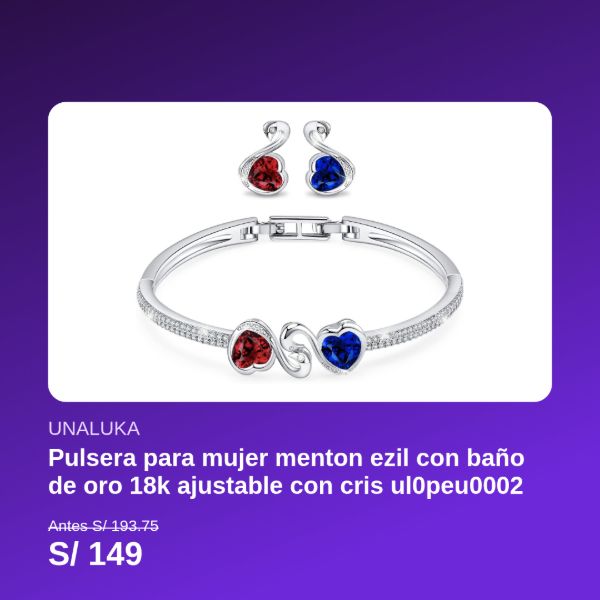 UNALUKA
Pulsera para mujer menton ezil con baño
de oro 18k ajustable con cris ul0peu0002
Antes S/ 193.75
S/ 149